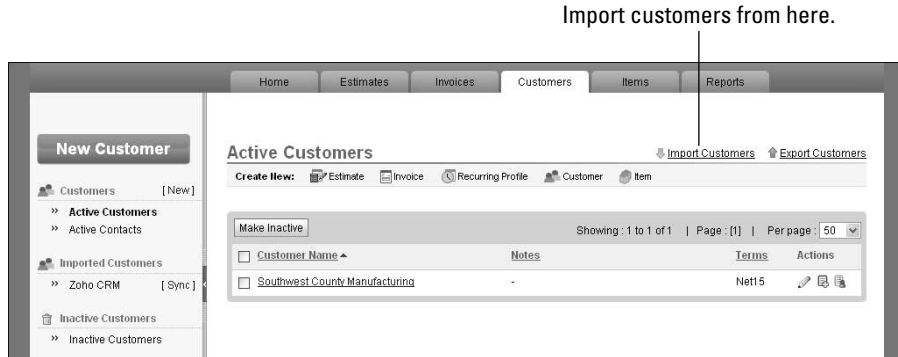 Import customers from here.
Home Estimates Invoices Customers Items Reports
New Customer
Active Customers Import Customers Export Customers
Create New: Estimate Invoice Recurring Profile Customer Item
Customers [New]
» Active Customers
» Active Contacts
Make Inactive Showing : 1 to 1 of 1 | Page : [1] | Per page : 50
Customer Name Notes Terms Actions
Imported Customers
» Zoho CRM [Sync]
Southwest County Manufacturing - Net15
Inactive Customers
» Inactive Customers